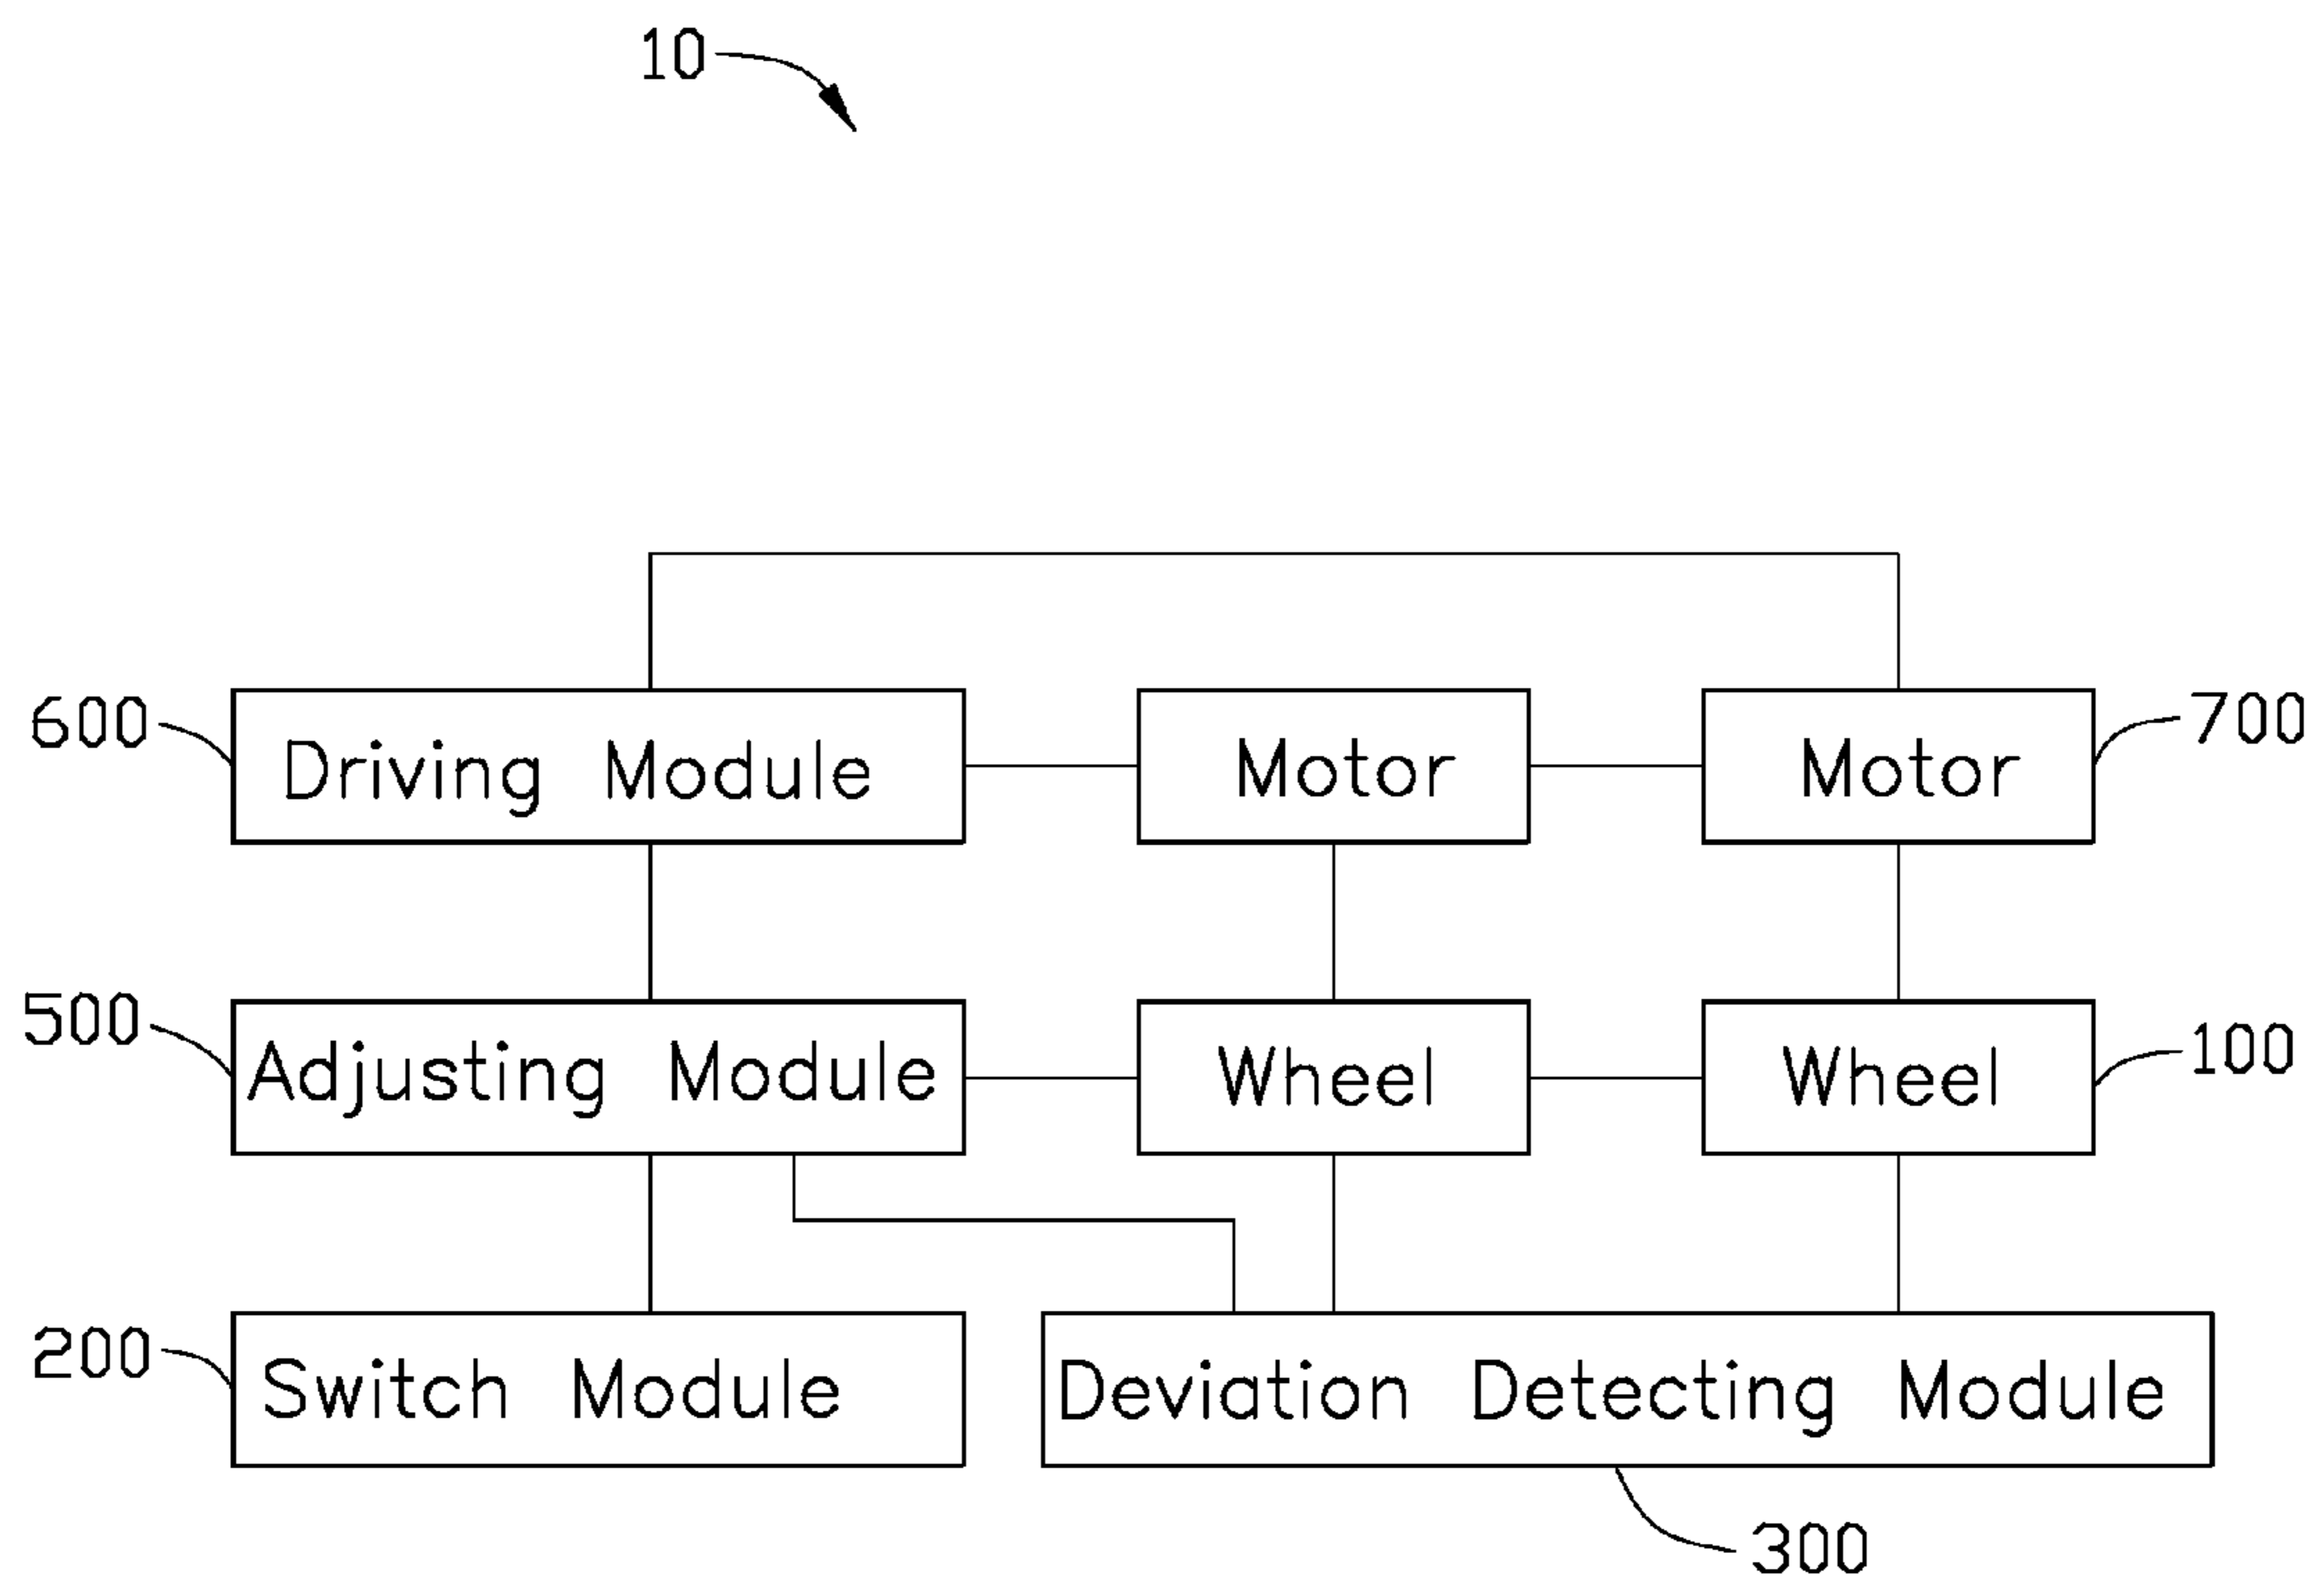 10
600
Driving Module
Motor
Motor
700
500
Adjusting Module
Wheel
Wheel
100
200
Switch Module
Deviation Detecting Module
300